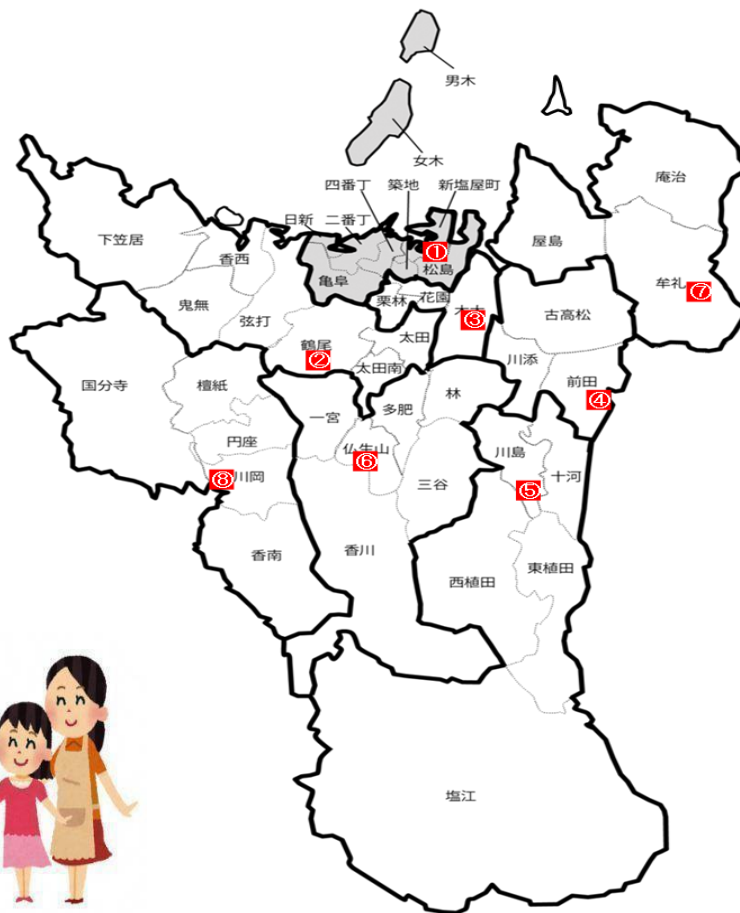 男木
女木
四番丁 築地 新塩屋町
庵治
日新 二番丁
下笠居
屋島
香西
①
松島
亀阜
牟礼 ⑦
鬼無
栗林 花園
弦打
③
古高松
太田
鶴尾
②
太田南
川添
国分寺
檀紙
前田
④
林
多肥
一宮
円座
仏生山
⑥
川島
十河
⑧ 川岡
三谷
⑤
香川
香南
東植田
西植田
塩江